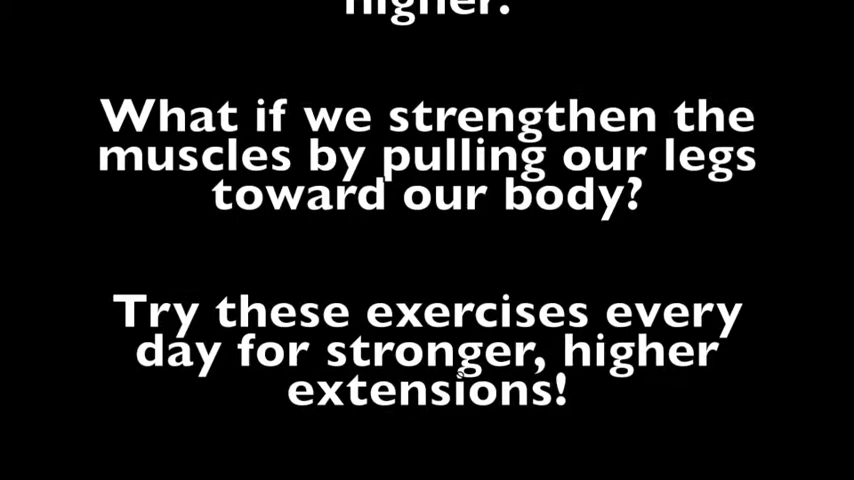 higher.
What if we strengthen the
muscles by pulling our legs
toward our body?
Try these exercises every
day for stronger, higher
extensions!